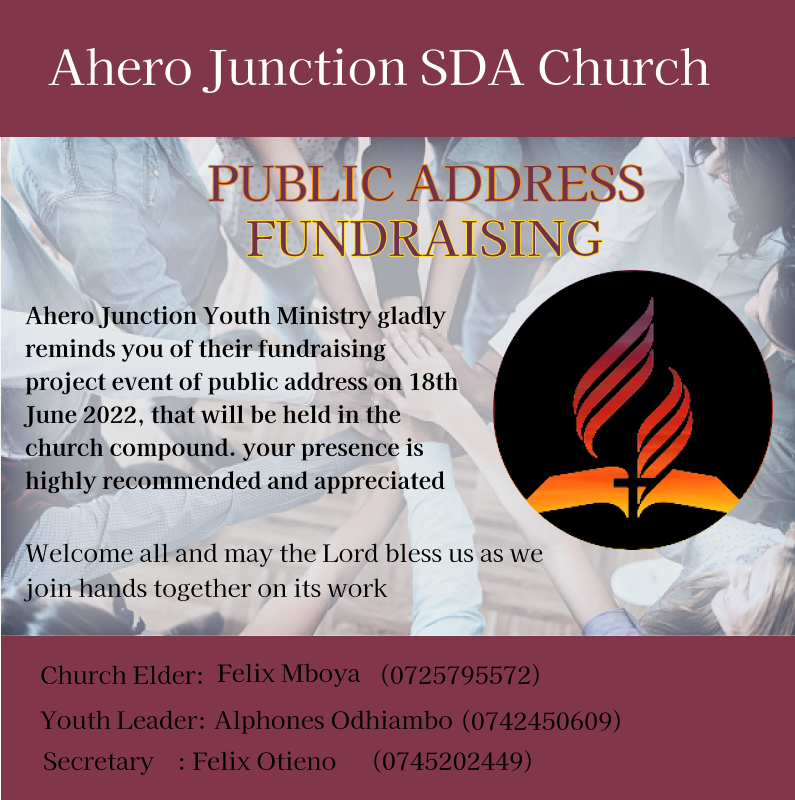 Ahero Junction SDA Church
PUBLIC ADDRESS
FUNDRAISING
Ahero Junction Youth Ministry gladly
reminds you of their fundraising
project event of public address on 18th
June 2022, that will be held in the
church compound. your presence is
highly recommended and appreciated
Welcome all and may the Lord bless us as we
join hands together on its work
Church Elder: Felix Mboya (0725795572)
Youth Leader: Alphones Odhiambo (0742450609)
Secretary : Felix Otieno (0745202449)